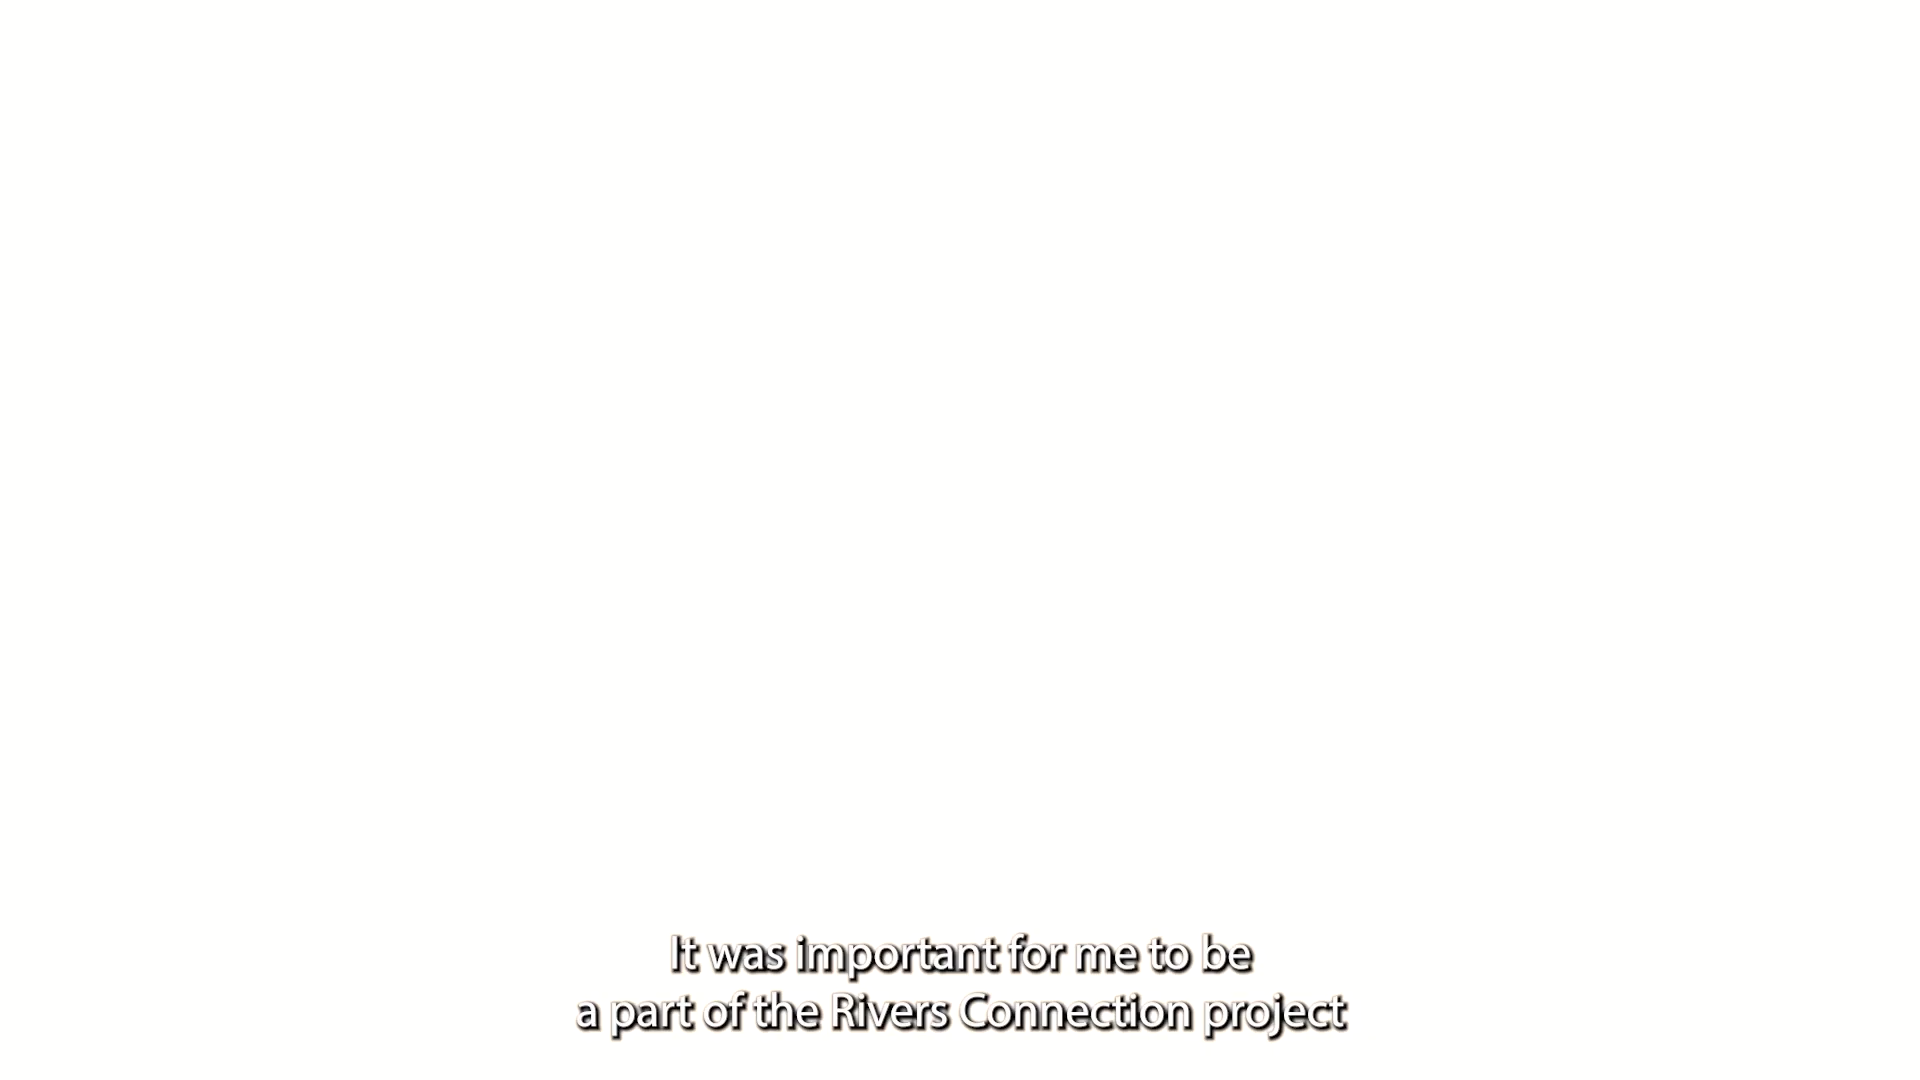 It was important for me to be
a part of the Rivers Connection project